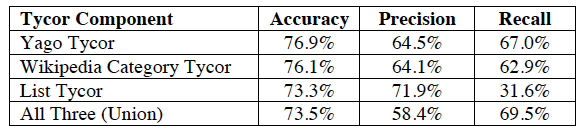 Tycor Component Accuracy Precision Recall
Yago Tycor 76.9% 64.5% 67.0%
Wikipedia Category Tycor 76.1% 64.1% 62.9%
List Tycor 73.3% 71.9% 31.6%
All Three (Union) 73.5% 58.4% 69.5%